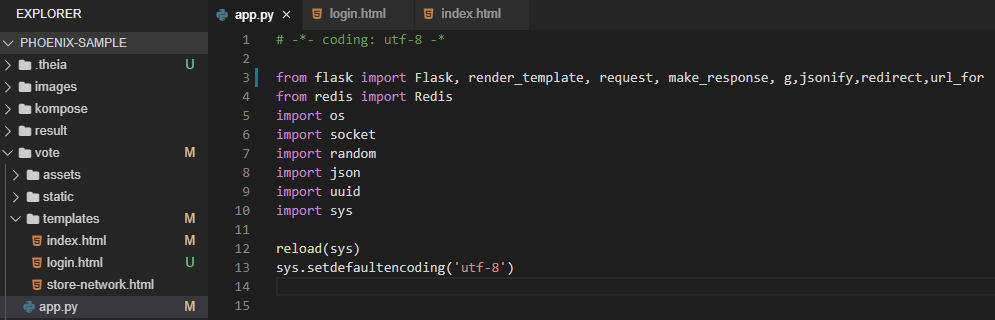 EXPLORER
PHOENIX-SAMPLE
.theia U
images
kompose
result
vote M
assets
static
templates M
index.html M
login.html U
store-network.html
app.py M
app.py × login.html index.html
1 # -*- coding: utf-8 -*
2
3 from flask import Flask, render_template, request, make_response, g,jsonify,redirect,url_for
4 from redis import Redis
5 import os
6 import socket
7 import random
8 import json
9 import uuid
10 import sys
11
12 reload(sys)
13 sys.setdefaultencoding('utf-8')
14
15